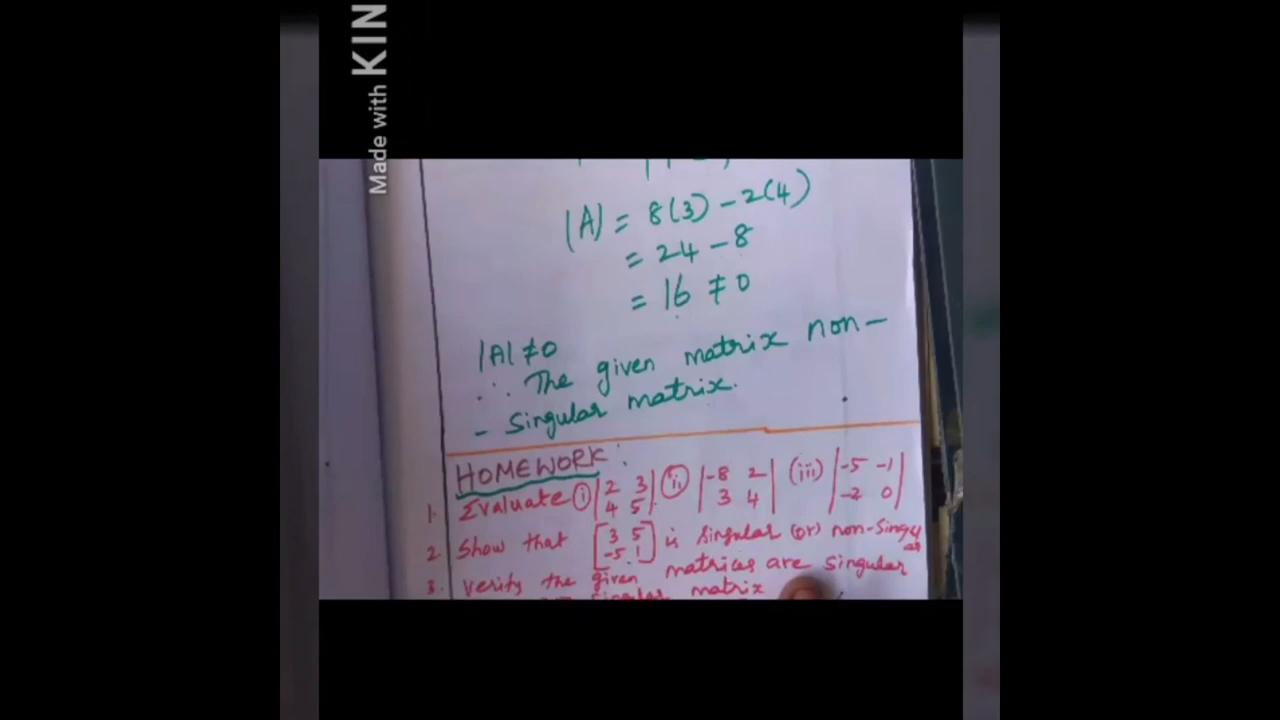 Made with KIN
|A| = 8(3) - 2(4)
= 24 - 8
= 16 ≠ 0
|A| ≠ 0
∴ The given matrix non-
- Singular matrix.
HOMEWORK:
1. Evaluate (i) |2 3| (ii) |-8 2| (iii) |-5 -1|
|4 5| |3 4| |-2 0|
2. Show that [3 5] is singular (or) non-singular
[-5 1]
3. Verify the given matrices are singular
singular matrix